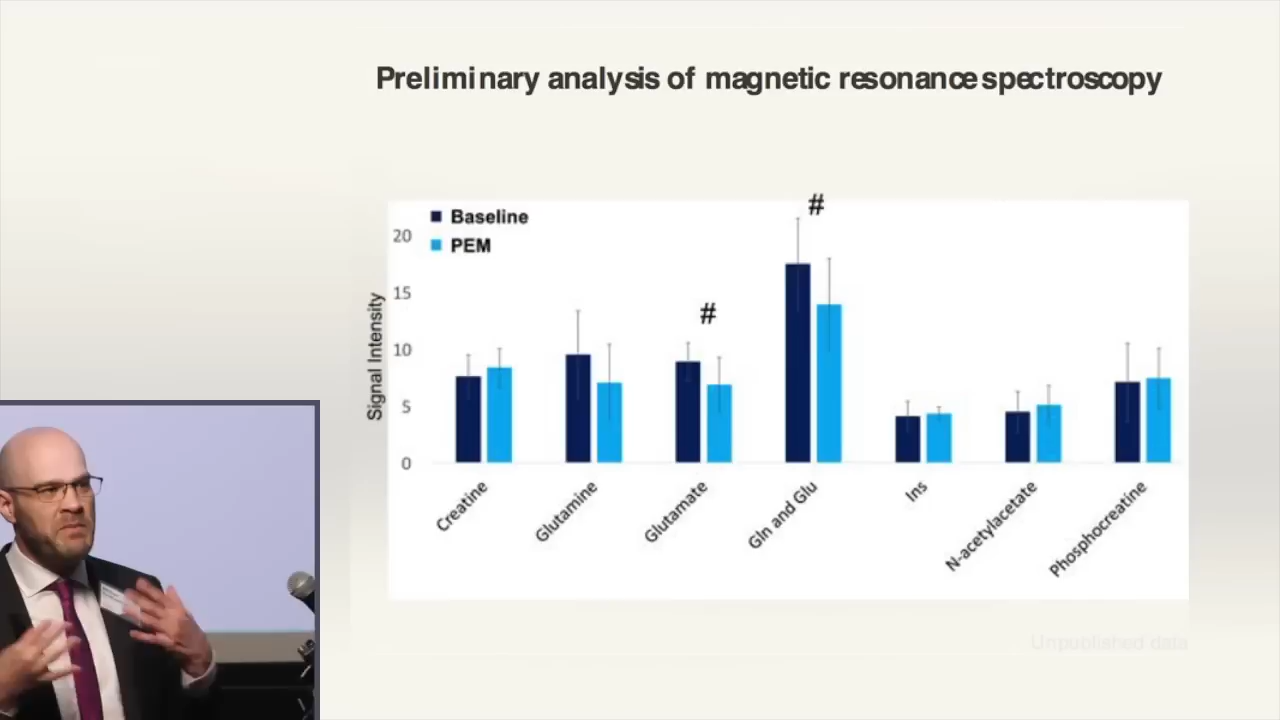 Preliminary analysis of magnetic resonance spectroscopy
#
Baseline
20
PEM
15
#
10
Signal Intensity
5
0
Creatine
Glutamine
Glutamate
Gln and Glu
Ins
N-acetylacetate
Phosphocreatine
Unpublished data